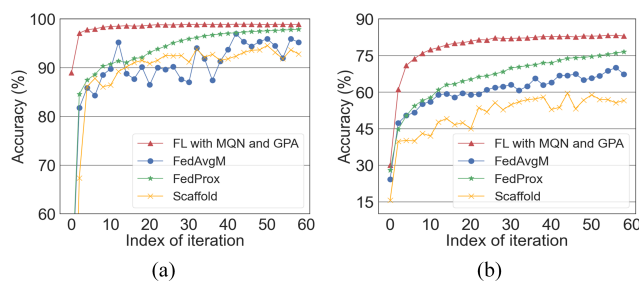 100
90
80
70
60
Accuracy (%)
FL with MQN and GPA
FedAvgM
FedProx
Scaffold
0 10 20 30 40 50 60
Index of iteration
(a)
90
75
60
45
30
15
Accuracy (%)
FL with MQN and GPA
FedAvgM
FedProx
Scaffold
0 10 20 30 40 50 60
Index of iteration
(b)